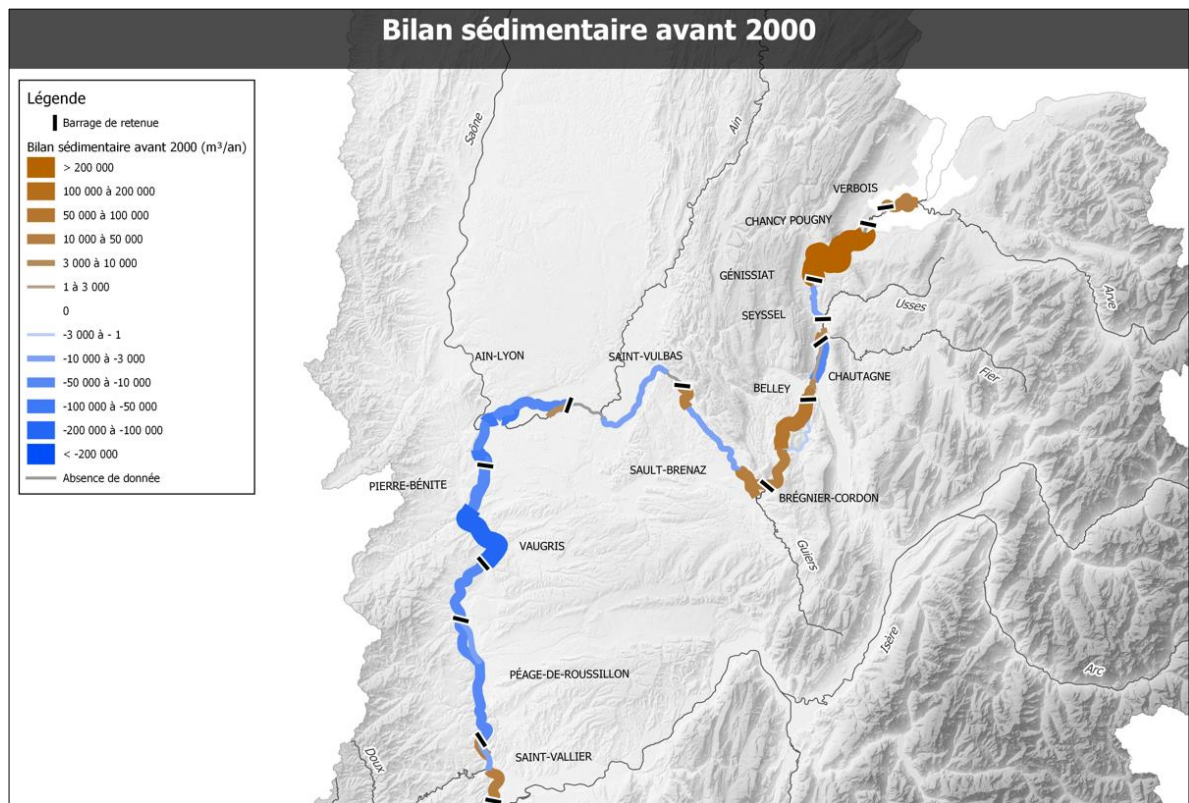 Bilan sédimentaire avant 2000
Légende
Barrage de retenue
Bilan sédimentaire avant 2000 (m³/an)
> 200 000
100 000 à 200 000
50 000 à 100 000
10 000 à 50 000
3 000 à 10 000
1 à 3 000
0
-3 000 à - 1
-10 000 à -3 000
-50 000 à -10 000
-100 000 à -50 000
-200 000 à -100 000
< -200 000
Absence de donnée
Saône
Ain
VERBOIS
CHANCY POUGNY
GÉNISSIAT
Usses
Arve
SEYSSEL
AIN-LYON
SAINT-VULBAS
Fier
BELLEY
CHAUTAGNE
SAULT-BRENAZ
PIERRE-BÉNITE
BRÉGNIER-CORDON
VAUGRIS
Guiers
Isère
PÉAGE-DE-ROUSSILLON
Arc
SAINT-VALLIER
Doux